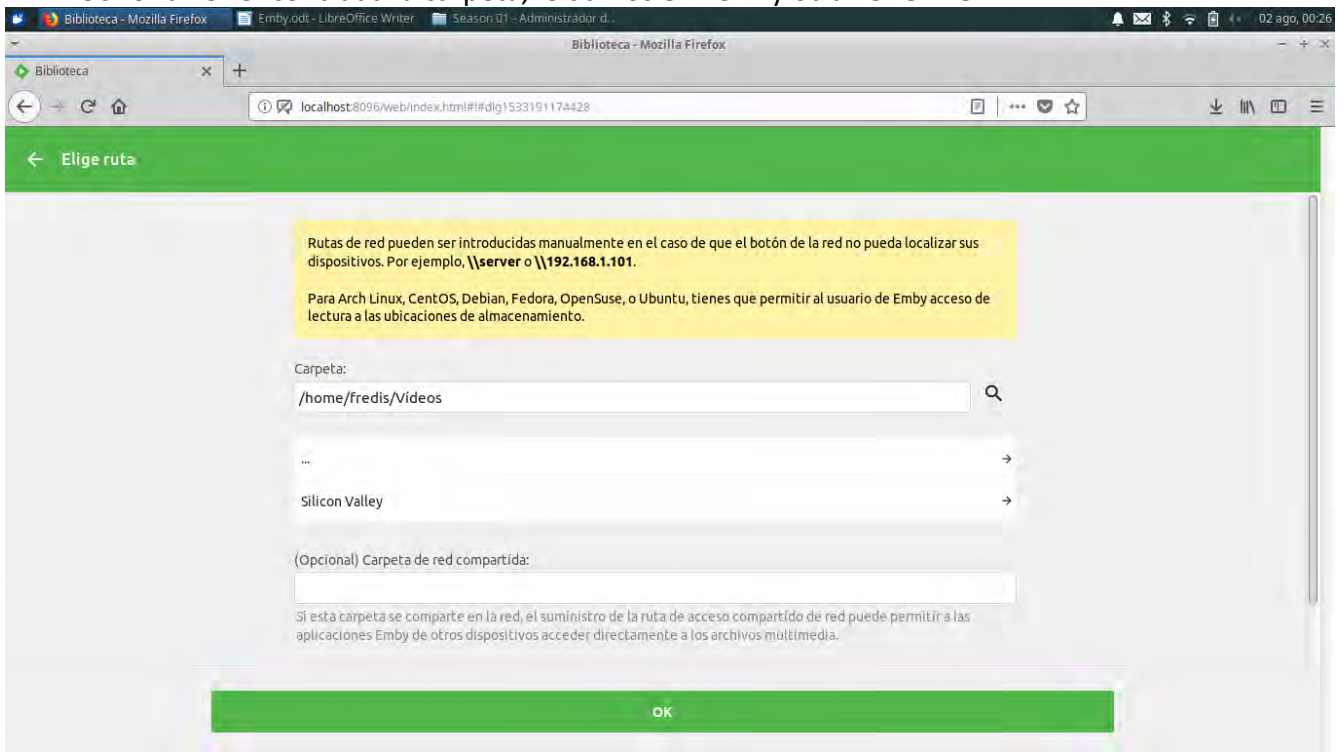 Biblioteca - Mozilla Firefox
Emby.odt - LibreOffice Writer
Season 01 - Administrador d...
02 ago, 00:26
Biblioteca - Mozilla Firefox
Biblioteca
localhost:8096/web/index.html#!#dlg1533191174428
Elige ruta
Rutas de red pueden ser introducidas manualmente en el caso de que el botón de la red no pueda localizar sus
dispositivos. Por ejemplo, \\server o \\192.168.1.101.
Para Arch Linux, CentOS, Debian, Fedora, OpenSuse, o Ubuntu, tienes que permitir al usuario de Emby acceso de
lectura a las ubicaciones de almacenamiento.
Carpeta:
/home/fredis/Vídeos
...
Silicon Valley
(Opcional) Carpeta de red compartida:
Si esta carpeta se comparte en la red, el suministro de la ruta de acceso compartido de red puede permitir a las
aplicaciones Emby de otros dispositivos acceder directamente a los archivos multimedia.
OK